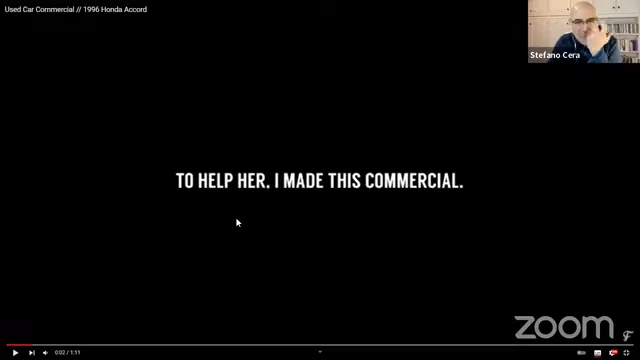 Used Car Commercial // 1996 Honda Accord
Stefano Cera
TO HELP HER, I MADE THIS COMMERCIAL.
zoom
0:02 / 1:11